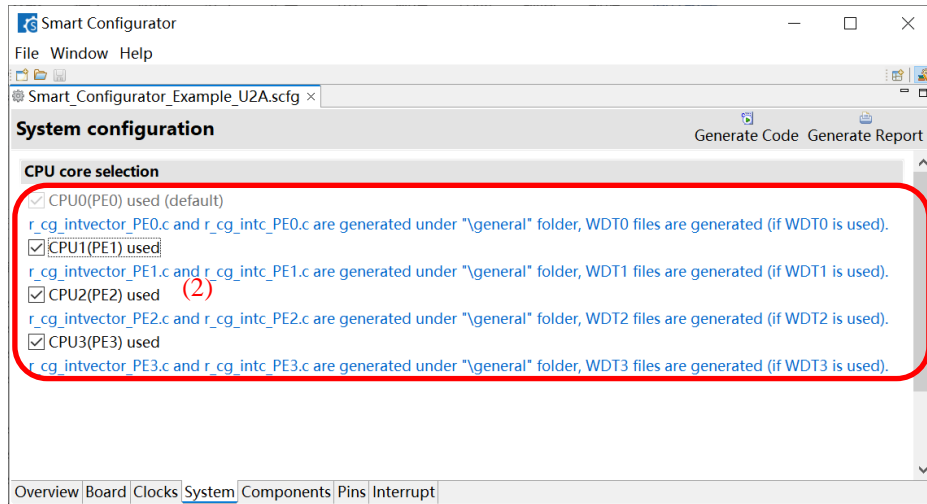 Smart Configurator
File Window Help
Smart_Configurator_Example_U2A.scfg ×
System configuration
Generate Code Generate Report
CPU core selection
CPU0(PE0) used (default)
r_cg_intvector_PE0.c and r_cg_intc_PE0.c are generated under "\general" folder, WDT0 files are generated (if WDT0 is used).
CPU1(PE1) used
r_cg_intvector_PE1.c and r_cg_intc_PE1.c are generated under "\general" folder, WDT1 files are generated (if WDT1 is used).
CPU2(PE2) used (2)
r_cg_intvector_PE2.c and r_cg_intc_PE2.c are generated under "\general" folder, WDT2 files are generated (if WDT2 is used).
CPU3(PE3) used
r_cg_intvector_PE3.c and r_cg_intc_PE3.c are generated under "\general" folder, WDT3 files are generated (if WDT3 is used).
Overview Board Clocks System Components Pins Interrupt